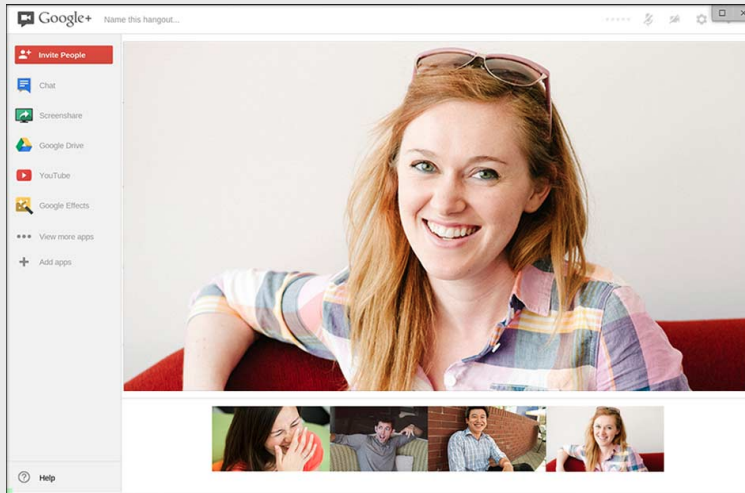 Google+ Name this hangout...
Invite People
Chat
Screenshare
Google Drive
YouTube
Google Effects
View more apps
Add apps
Help